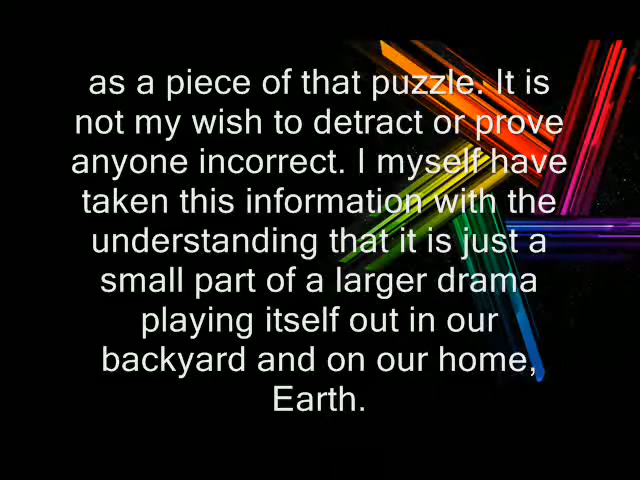 as a piece of that puzzle. It is
not my wish to detract or prove
anyone incorrect. I myself have
taken this information with the
understanding that it is just a
small part of a larger drama
playing itself out in our
backyard and on our home,
Earth.